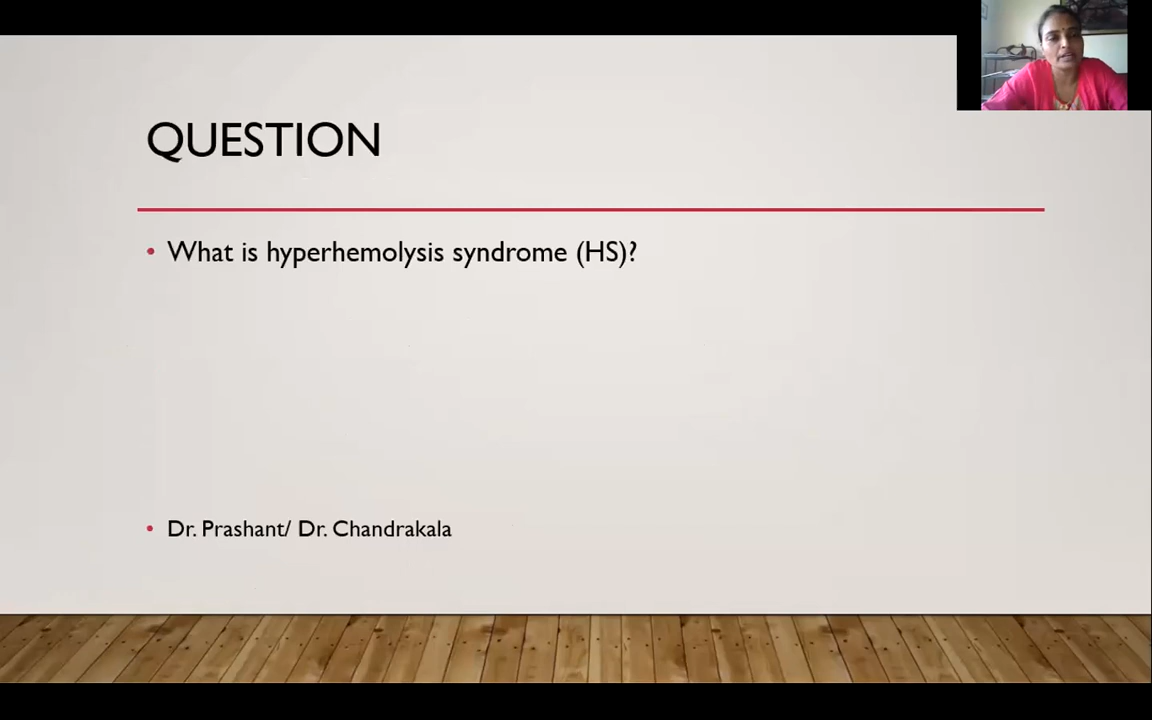 QUESTION
• What is hyperhemolysis syndrome (HS)?
• Dr. Prashant/ Dr. Chandrakala